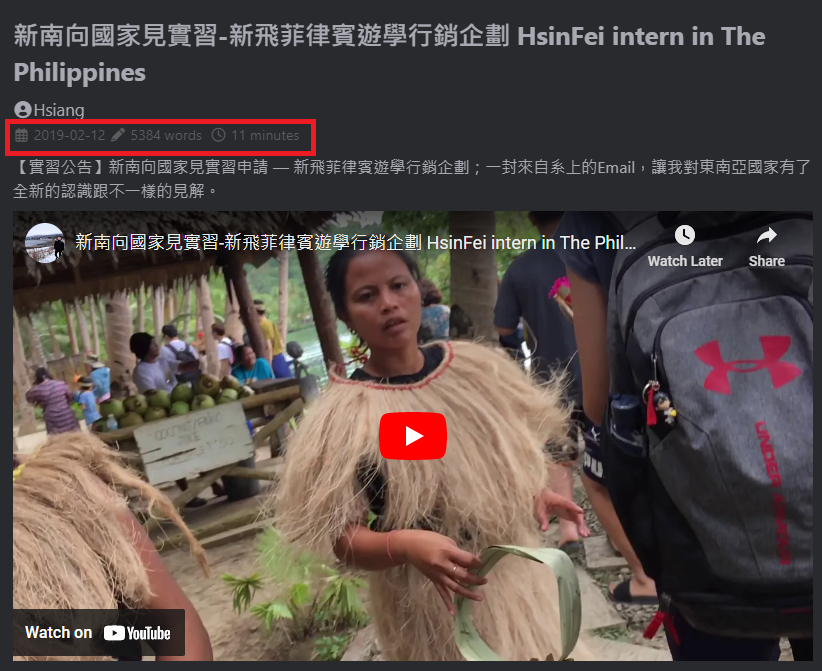 新南向國家見實習-新飛菲律賓遊學行銷企劃 HsinFei intern in The
Philippines
Hsiang
2019-02-12 5384 words 11 minutes
【實習公告】新南向國家見實習申請 — 新飛菲律賓遊學行銷企劃；一封來自系上的Email，讓我對東南亞國家有了
全新的認識跟不一樣的見解。
新南向國家見實習-新飛菲律賓遊學行銷企劃 HsinFei intern in The Phil...
Watch Later
Share
UNDER
Watch on YouTube